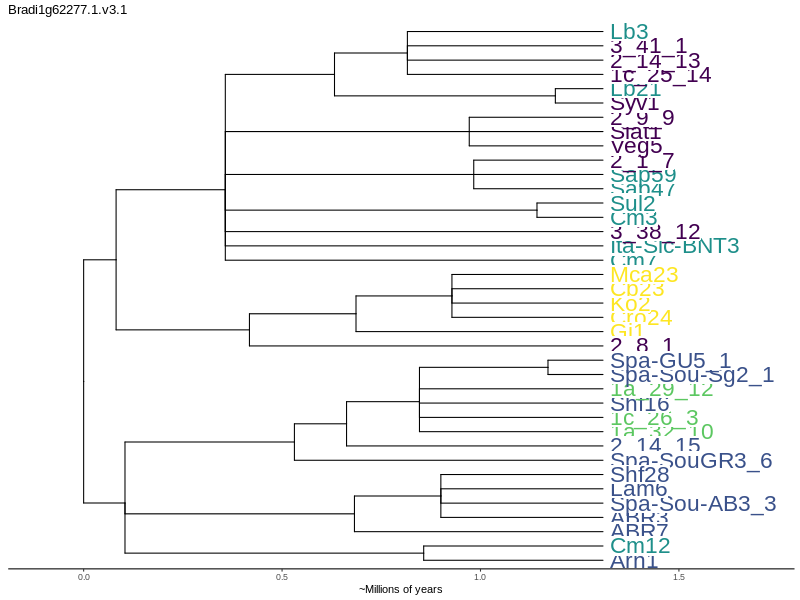 Bradi1g62277.1.v3.1
Lb3
3_41_1
2_14_13
1c_25_14
Lb21
Syv1
2_9_9
Slat1
Veg5
2_1_7
Sap59
Sap47
Sul2
Cm3
3_38_12
Ita-Sic-BNT3
Cm7
Mca23
Cb23
Ko2
Cro24
Gi1
2_8_1
Spa-GU5_1
Spa-Sou-Sg2_1
1a_29_12
Shf16
1c_26_3
1a_32_10
2_14_15
Spa-SouGR3_6
Shf28
Lam6
Spa-Sou-AB3_3
ABR3
ABR7
Cm12
Arn1
0.0 0.5 1.0 1.5
~Millions of years